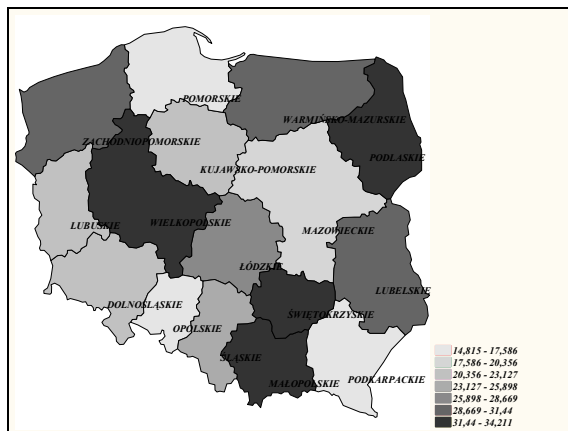 POMORSKIE
WARMIŃSKO-MAZURSKIE
ZACHODNIOPOMORSKIE
PODLASKIE
KUJAWSKO-POMORSKIE
LUBUSKIE
WIELKOPOLSKIE
MAZOWIECKIE
ŁÓDZKIE
LUBELSKIE
DOLNOŚLĄSKIE
ŚWIĘTOKRZYSKIE
OPOLSKIE
ŚLĄSKIE
MAŁOPOLSKIE
PODKARPACKIE
14,815 - 17,586
17,586 - 20,356
20,356 - 23,127
23,127 - 25,898
25,898 - 28,669
28,669 - 31,44
31,44 - 34,211